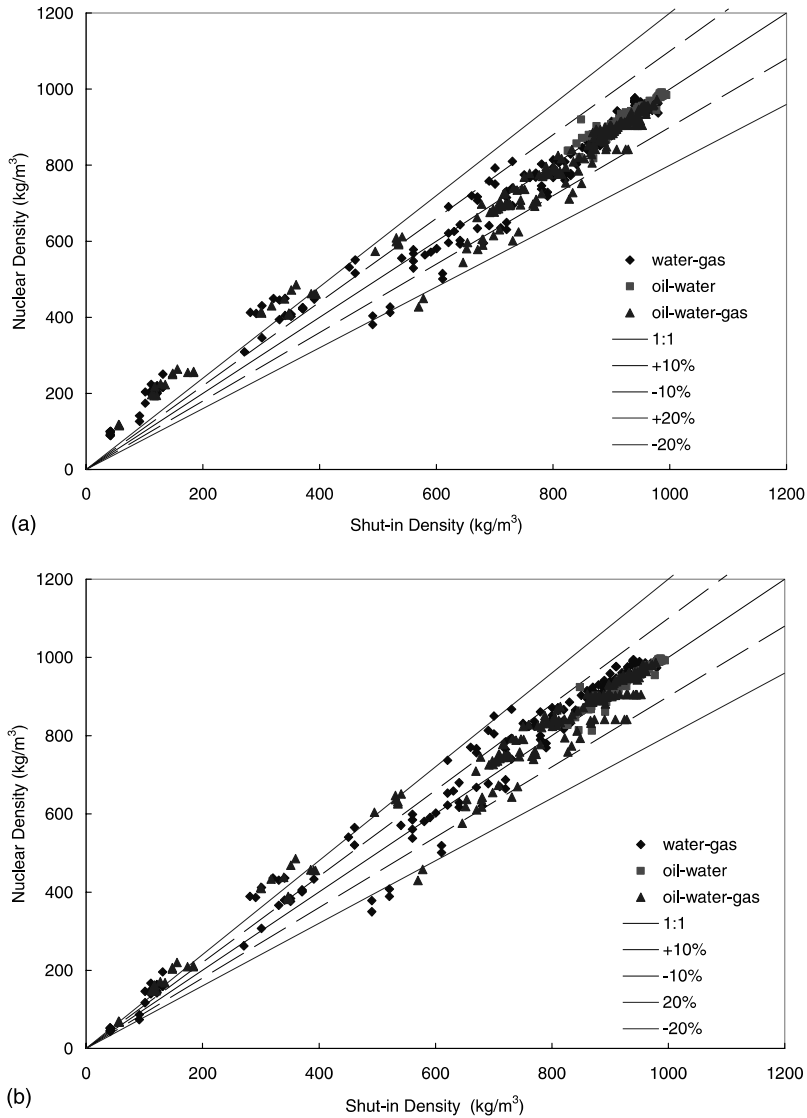 1200
1000
800
600
400
200
0
Nuclear Density (kg/m³)
water-gas
oil-water
oil-water-gas
1:1
+10%
-10%
+20%
-20%
0 200 400 600 800 1000 1200
Shut-in Density (kg/m³)
(a)
1200
1000
800
600
400
200
0
Nuclear Density (kg/m³)
water-gas
oil-water
oil-water-gas
1:1
+10%
-10%
20%
-20%
0 200 400 600 800 1000 1200
Shut-in Density (kg/m³)
(b)